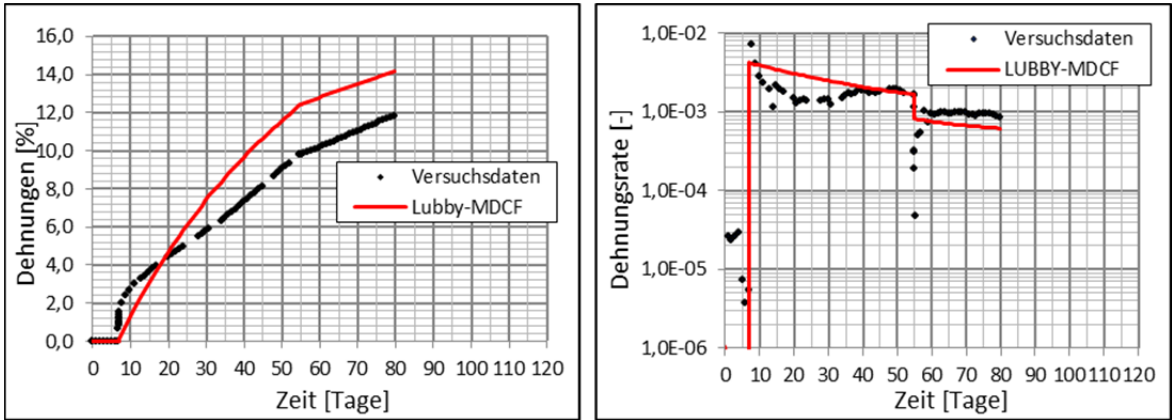 16,0
14,0
12,0
10,0
8,0
6,0
4,0
2,0
0,0
Dehnungen [%]
Versuchsdaten
Lubby-MDCF
0 10 20 30 40 50 60 70 80 90 100 110 120
Zeit [Tage]
1,0E-02
1,0E-03
1,0E-04
1,0E-05
1,0E-06
Dehnungsrate [-]
Versuchsdaten
LUBBY-MDCF
0 10 20 30 40 50 60 70 80 90 100 110 120
Zeit [Tage]